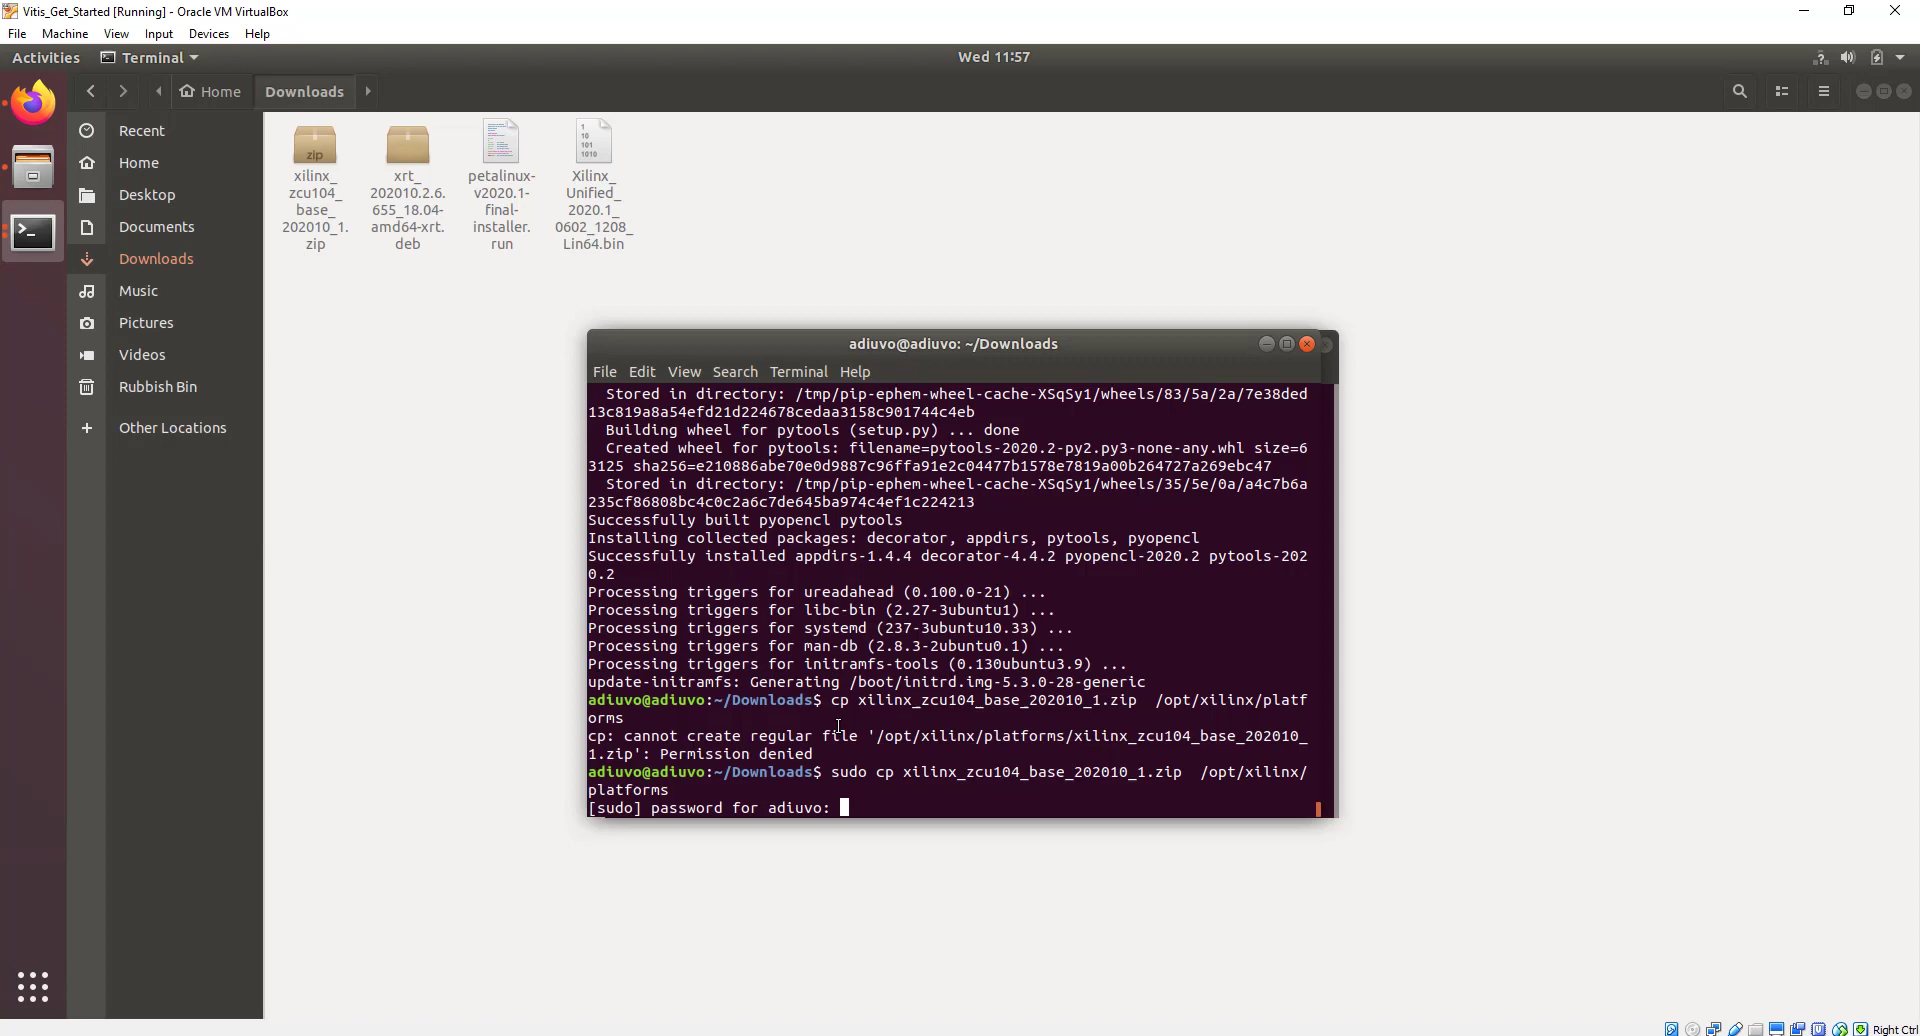 Vitis_Get_Started [Running] - Oracle VM VirtualBox
File Machine View Input Devices Help
Activities Terminal Wed 11:57
Home Downloads
Recent
Home
Desktop
Documents
Downloads
Music
Pictures
Videos
Rubbish Bin
Other Locations
zip
xilinx_
zcu104_
base_
202010_1.
zip
xrt_
202010.2.6.
655_18.04-
amd64-xrt.
deb
petalinux-
v2020.1-
final-
installer.
run
1
10
101
1010
Xilinx_
Unified_
2020.1_
0602_1208_
Lin64.bin
adiuvo@adiuvo: ~/Downloads
File Edit View Search Terminal Help
Stored in directory: /tmp/pip-ephem-wheel-cache-XSqSy1/wheels/83/5a/2a/7e38ded
13c819a8a54efd21d224678cedaa3158c901744c4eb
Building wheel for pytools (setup.py) ... done
Created wheel for pytools: filename=pytools-2020.2-py2.py3-none-any.whl size=6
3125 sha256=e210886abe70e0d9887c96ffa91e2c04477b1578e7819a00b264727a269ebc47
Stored in directory: /tmp/pip-ephem-wheel-cache-XSqSy1/wheels/35/5e/0a/a4c7b6a
235cf86808bc4c0c2a6c7de645ba974c4ef1c224213
Successfully built pyopencl pytools
Installing collected packages: decorator, appdirs, pytools, pyopencl
Successfully installed appdirs-1.4.4 decorator-4.4.2 pyopencl-2020.2 pytools-202
0.2
Processing triggers for ureadahead (0.100.0-21) ...
Processing triggers for libc-bin (2.27-3ubuntu1) ...
Processing triggers for systemd (237-3ubuntu10.33) ...
Processing triggers for man-db (2.8.3-2ubuntu0.1) ...
Processing triggers for initramfs-tools (0.130ubuntu3.9) ...
update-initramfs: Generating /boot/initrd.img-5.3.0-28-generic
adiuvo@adiuvo:~/Downloads$ cp xilinx_zcu104_base_202010_1.zip  /opt/xilinx/platf
orms
cp: cannot create regular file '/opt/xilinx/platforms/xilinx_zcu104_base_202010_
1.zip': Permission denied
adiuvo@adiuvo:~/Downloads$ sudo cp xilinx_zcu104_base_202010_1.zip  /opt/xilinx/
platforms
[sudo] password for adiuvo:
Right Ctrl